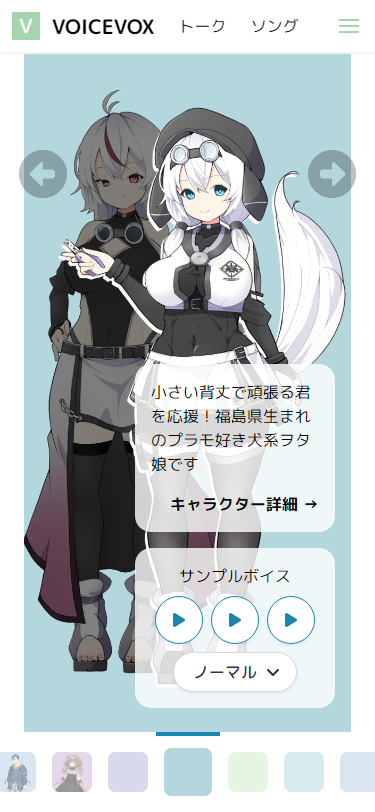 V VOICEVOX トーク ソング
小さい背丈で頑張る君
を応援！福島県生まれ
のプラモ好き犬系ヲタ
娘です
キャラクター詳細 →
サンプルボイス
ノーマル